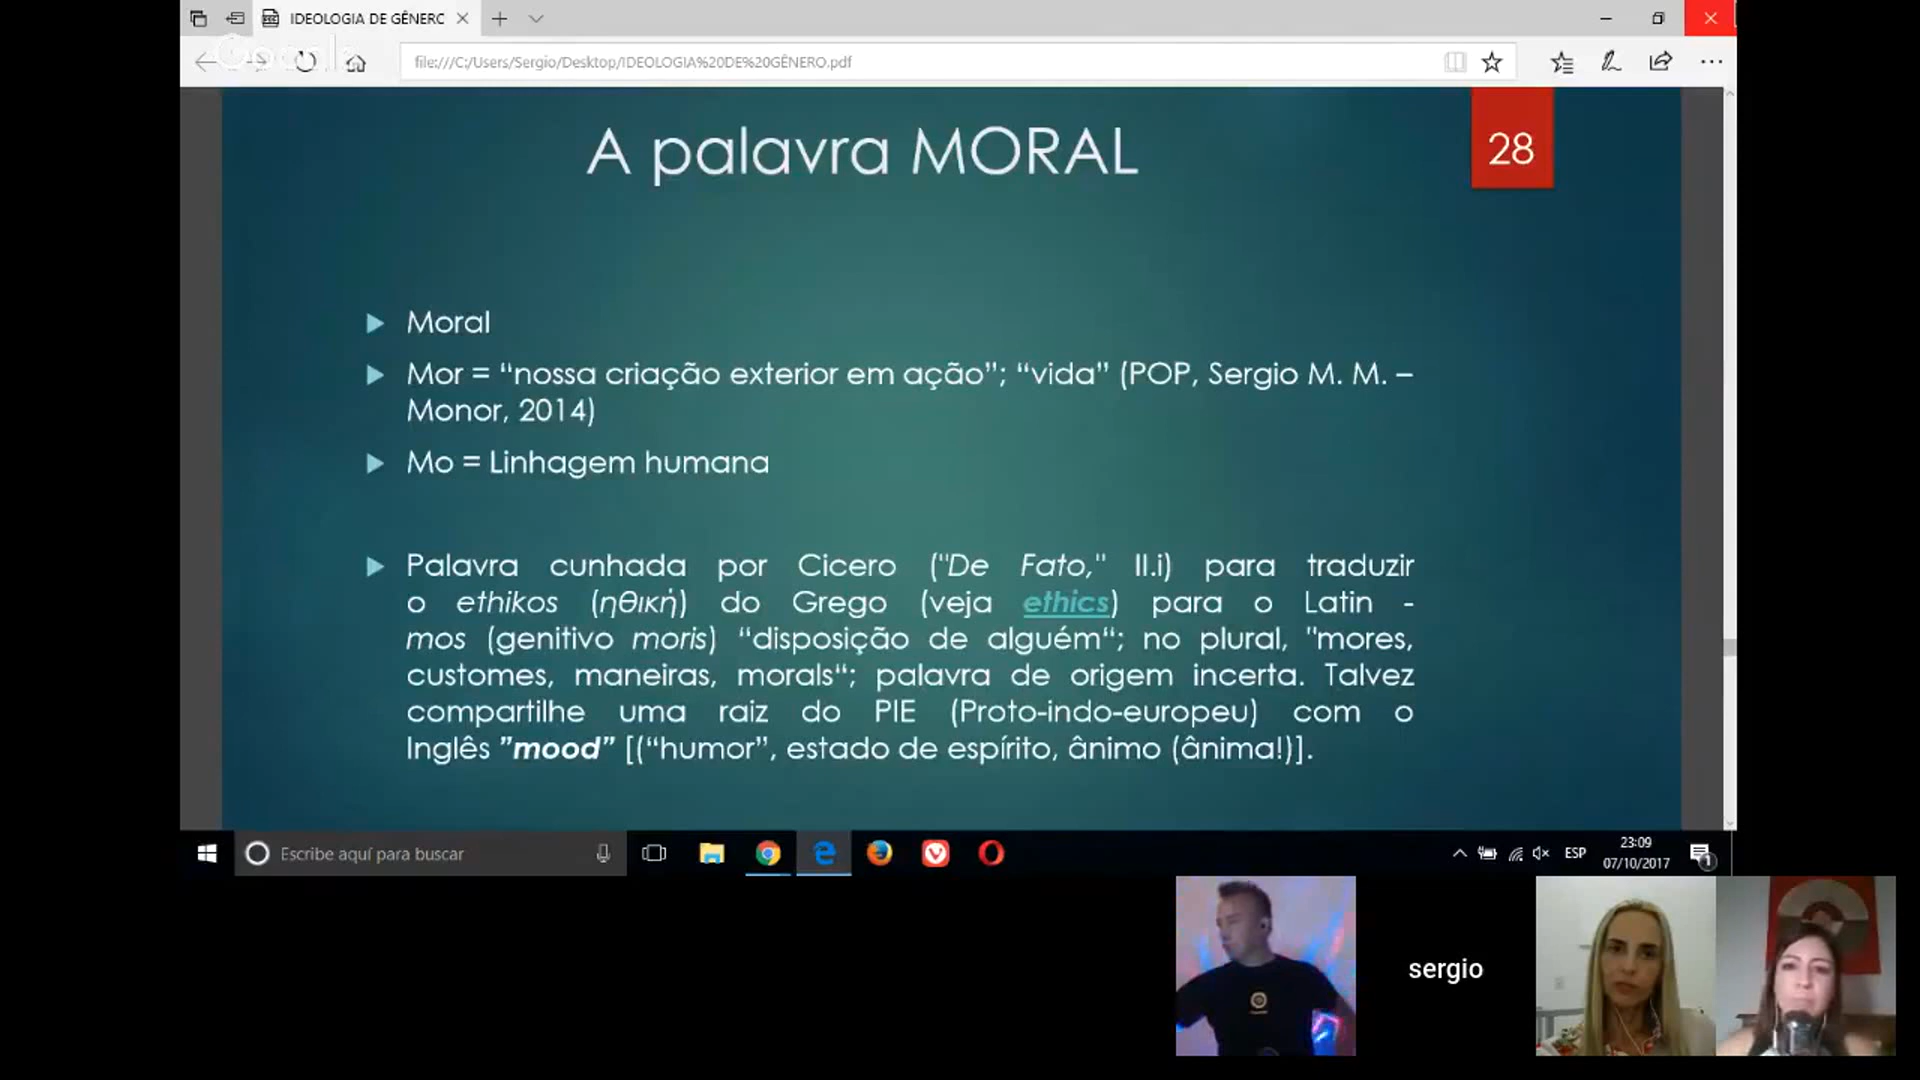 IDEOLOGIA DE GÊNERC
Google
file:///C:/Users/Sergio/Desktop/IDEOLOGIA%20DE%20GÊNERO.pdf
A palavra MORAL
28
Moral
Mor = “nossa criação exterior em ação”; “vida” (POP, Sergio M. M. –
Monor, 2014)
Mo = Linhagem humana
Palavra cunhada por Cicero ("De Fato," II.i) para traduzir
o ethikos (ηθική) do Grego (veja ethics) para o Latin -
mos (genitivo moris) “disposição de alguém“; no plural, "mores,
customes, maneiras, morals“; palavra de origem incerta. Talvez
compartilhe uma raiz do PIE (Proto-indo-europeu) com o
Inglês ”mood” [(“humor”, estado de espírito, ânimo (ânima!)].
Escribe aquí para buscar
ESP
23:09
07/10/2017
1
sergio